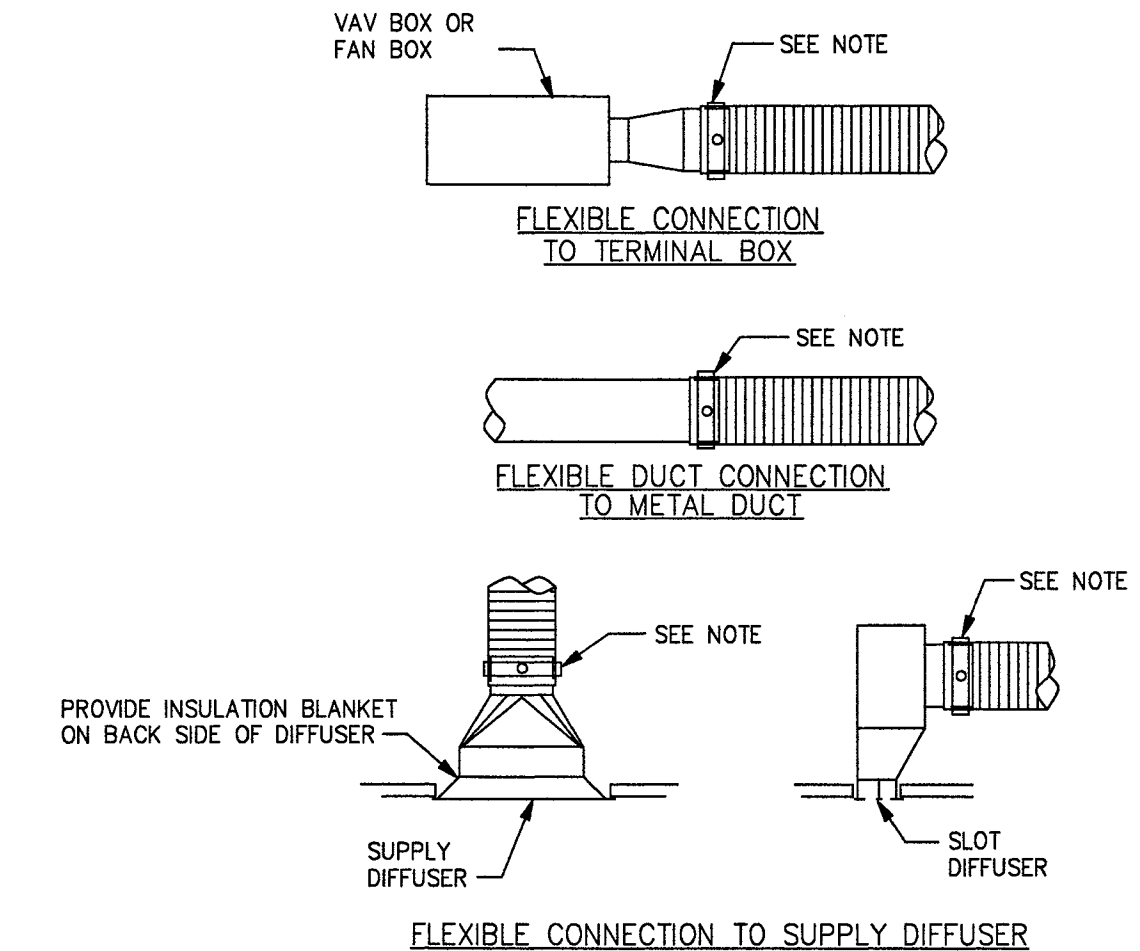 VAV BOX OR
FAN BOX
SEE NOTE
FLEXIBLE CONNECTION
TO TERMINAL BOX
SEE NOTE
FLEXIBLE DUCT CONNECTION
TO METAL DUCT
SEE NOTE
SEE NOTE
PROVIDE INSULATION BLANKET
ON BACK SIDE OF DIFFUSER
SUPPLY
DIFFUSER
SLOT
DIFFUSER
FLEXIBLE CONNECTION TO SUPPLY DIFFUSER